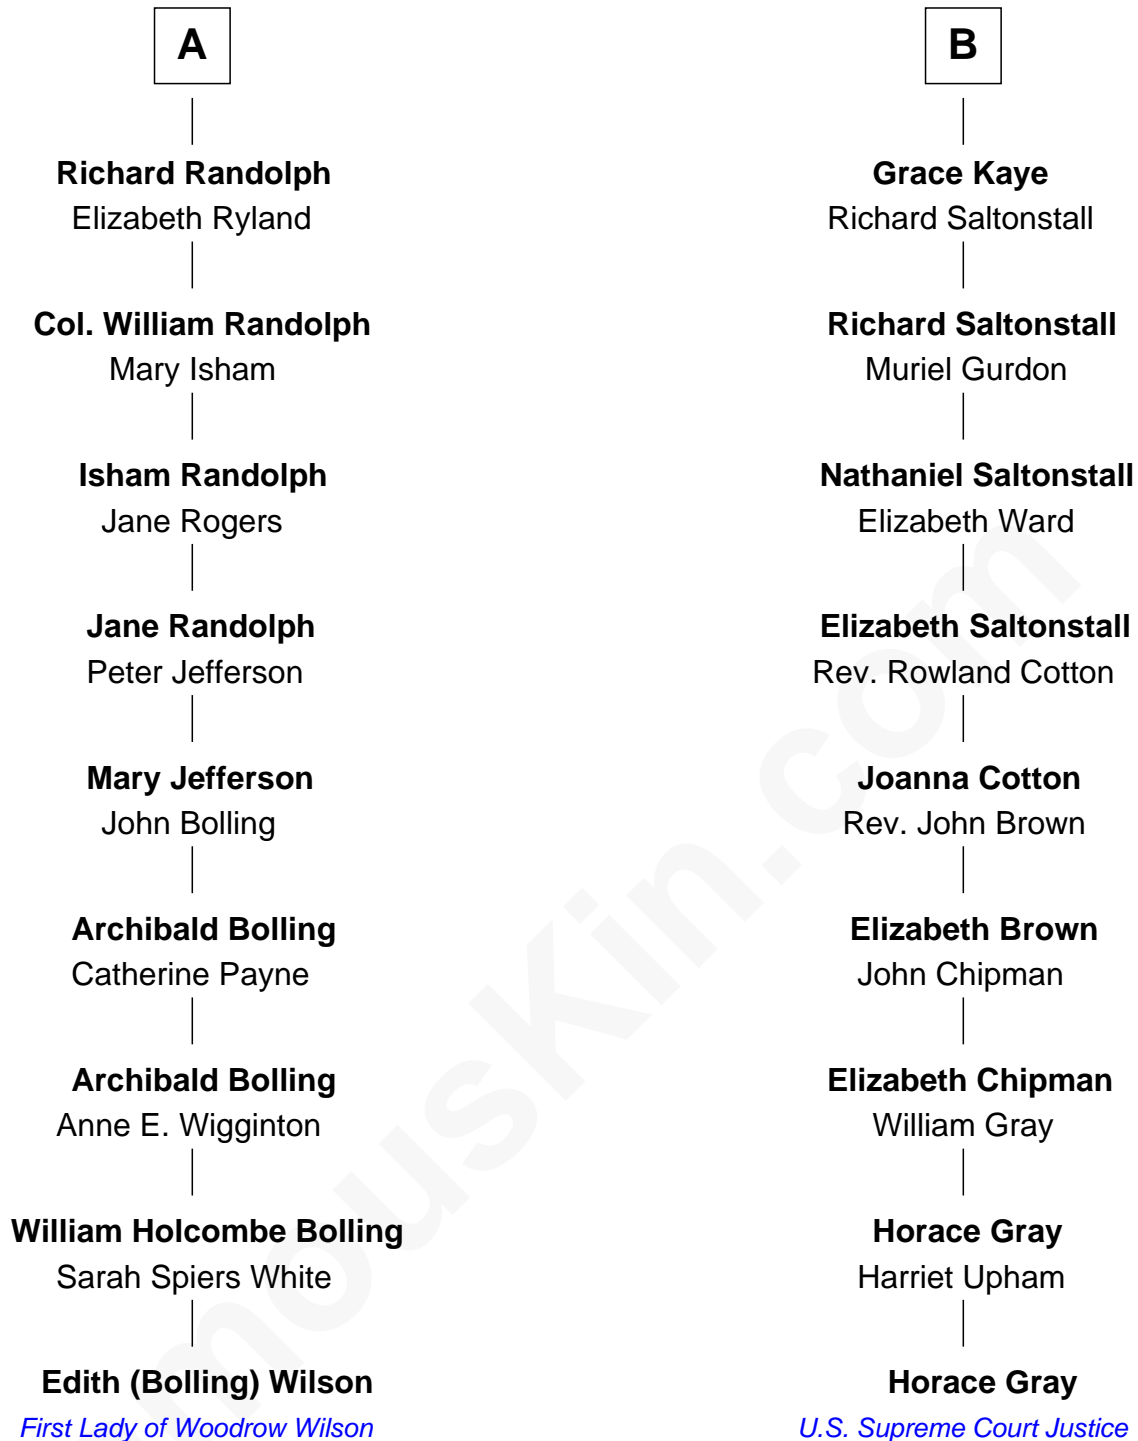 A
Richard Randolph
Elizabeth Ryland
Col. William Randolph
Mary Isham
Isham Randolph
Jane Rogers
Jane Randolph
Peter Jefferson
Mary Jefferson
John Bolling
Archibald Bolling
Catherine Payne
Archibald Bolling
Anne E. Wigginton
William Holcombe Bolling
Sarah Spiers White
Edith (Bolling) Wilson
First Lady of Woodrow Wilson
B
Grace Kaye
Richard Saltonstall
Richard Saltonstall
Muriel Gurdon
Nathaniel Saltonstall
Elizabeth Ward
Elizabeth Saltonstall
Rev. Rowland Cotton
Joanna Cotton
Rev. John Brown
Elizabeth Brown
John Chipman
Elizabeth Chipman
William Gray
Horace Gray
Harriet Upham
Horace Gray
U.S. Supreme Court Justice
mouskin.com